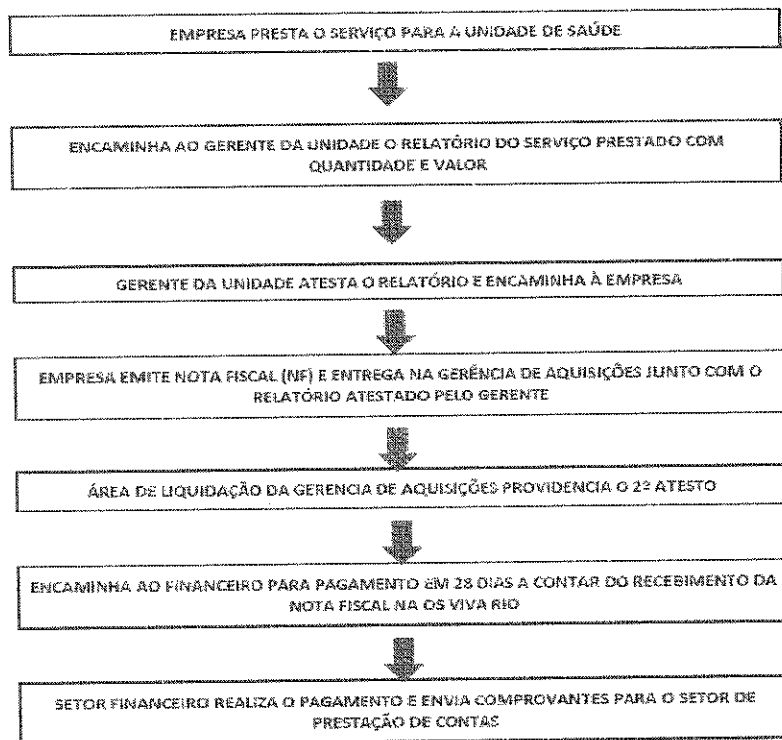 EMPRESA PRESTA O SERVIÇO PARA A UNIDADE DE SAÚDE
ENCAMINHA AO GERENTE DA UNIDADE O RELATÓRIO DO SERVIÇO PRESTADO COM
QUANTIDADE E VALOR
GERENTE DA UNIDADE ATESTA O RELATÓRIO E ENCAMINHA À EMPRESA
EMPRESA EMITE NOTA FISCAL (NF) E ENTREGA NA GERÊNCIA DE AQUISIÇÕES JUNTO COM O
RELATÓRIO ATESTADO PELO GERENTE
ÁREA DE LIQUIDAÇÃO DA GERENCIA DE AQUISIÇÕES PROVIDENCIA O 2º ATESTO
ENCAMINHA AO FINANCEIRO PARA PAGAMENTO EM 28 DIAS A CONTAR DO RECEBIMENTO DA
NOTA FISCAL NA OS VIVA RIO
SETOR FINANCEIRO REALIZA O PAGAMENTO E ENVIA COMPROVANTES PARA O SETOR DE
PRESTAÇÃO DE CONTAS